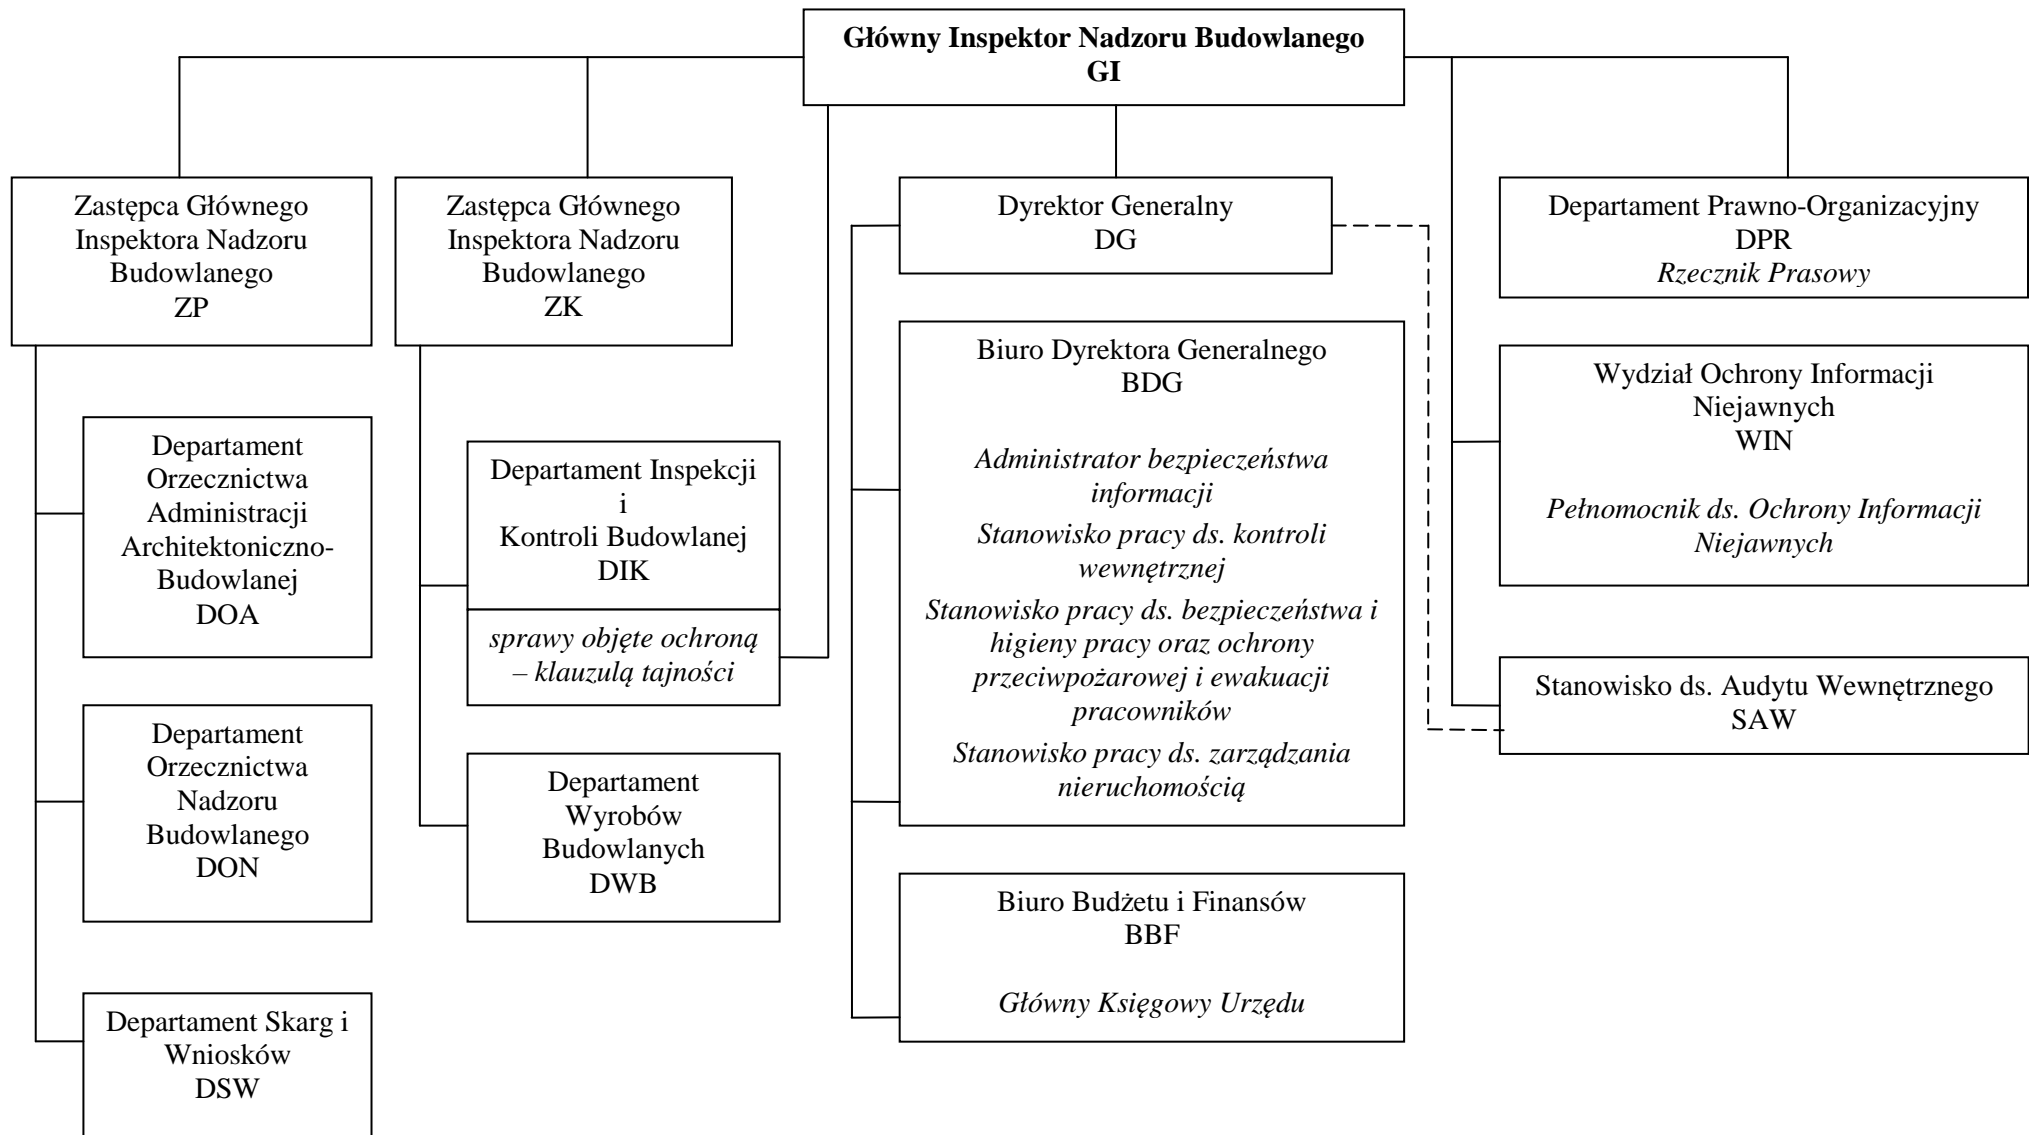 Główny Inspektor Nadzoru Budowlanego
GI
Zastępca Głównego
Inspektora Nadzoru
Budowlanego
ZP
Zastępca Głównego
Inspektora Nadzoru
Budowlanego
ZK
Dyrektor Generalny
DG
Departament Prawno-Organizacyjny
DPR
Rzecznik Prasowy
Departament
Orzecznictwa
Administracji
Architektoniczno-
Budowlanej
DOA
Departament
Orzecznictwa
Nadzoru
Budowlanego
DON
Departament Skarg i
Wniosków
DSW
Departament Inspekcji
i
Kontroli Budowlanej
DIK
sprawy objęte ochroną
– klauzulą tajności
Departament
Wyrobów
Budowlanych
DWB
Biuro Dyrektora Generalnego
BDG
Administrator bezpieczeństwa
informacji
Stanowisko pracy ds. kontroli
wewnętrznej
Stanowisko pracy ds. bezpieczeństwa i
higieny pracy oraz ochrony
przeciwpożarowej i ewakuacji
pracowników
Stanowisko pracy ds. zarządzania
nieruchomością
Biuro Budżetu i Finansów
BBF
Główny Księgowy Urzędu
Wydział Ochrony Informacji
Niejawnych
WIN
Pełnomocnik ds. Ochrony Informacji
Niejawnych
Stanowisko ds. Audytu Wewnętrznego
SAW